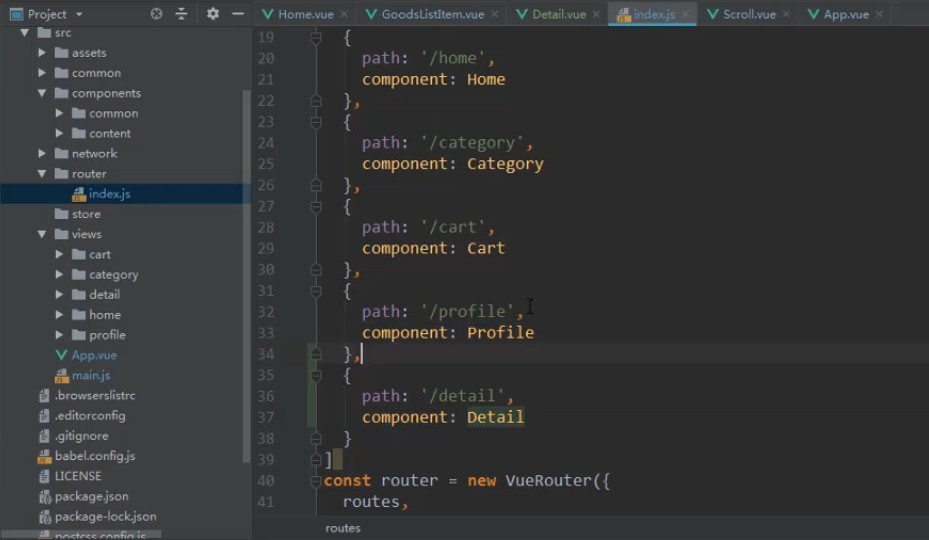 Project
Home.vue
GoodsListItem.vue
Detail.vue
index.js
Scroll.vue
App.vue
src
assets
common
components
common
content
network
router
index.js
store
views
cart
category
detail
home
profile
App.vue
main.js
.browserslistrc
.editorconfig
.gitignore
babel.config.js
LICENSE
package.json
package-lock.json
postcss.config.js
19 {
20 path: '/home',
21 component: Home
22 },
23 {
24 path: '/category',
25 component: Category
26 },
27 {
28 path: '/cart',
29 component: Cart
30 },
31 {
32 path: '/profile',
33 component: Profile
34 },
35 {
36 path: '/detail',
37 component: Detail
38 }
39 ]
40 const router = new VueRouter({
41 routes,
routes